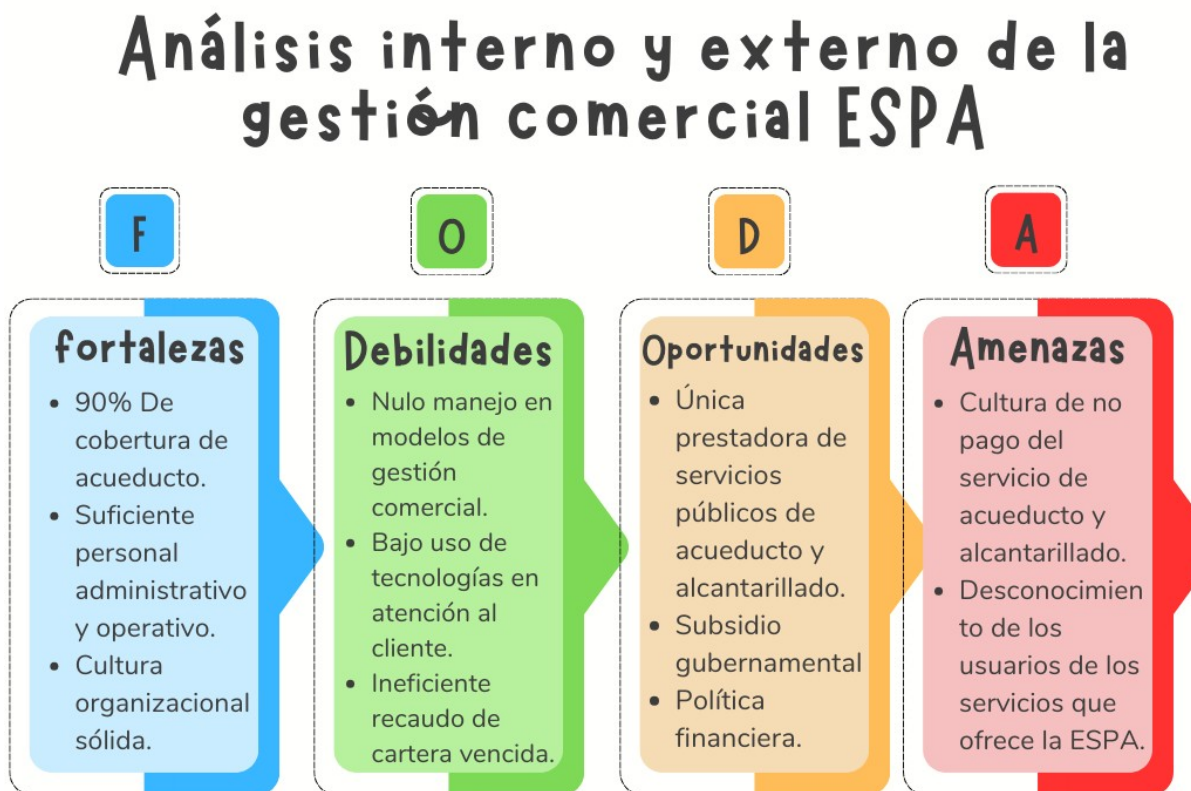 Análisis interno y externo de la
gestión comercial ESPA
F
O
D
A
fortalezas
• 90% De
cobertura de
acueducto.
• Suficiente
personal
administrativo
y operativo.
• Cultura
organizacional
sólida.
Debilidades
• Nulo manejo en
modelos de
gestión
comercial.
• Bajo uso de
tecnologías en
atención al
cliente.
• Ineficiente
recaudo de
cartera vencida.
Oportunidades
• Única
prestadora de
servicios
públicos de
acueducto y
alcantarillado.
• Subsidio
gubernamental
• Política
financiera.
Amenazas
• Cultura de no
pago del
servicio de
acueducto y
alcantarillado.
• Desconocimien
to de los
usuarios de los
servicios que
ofrece la ESPA.